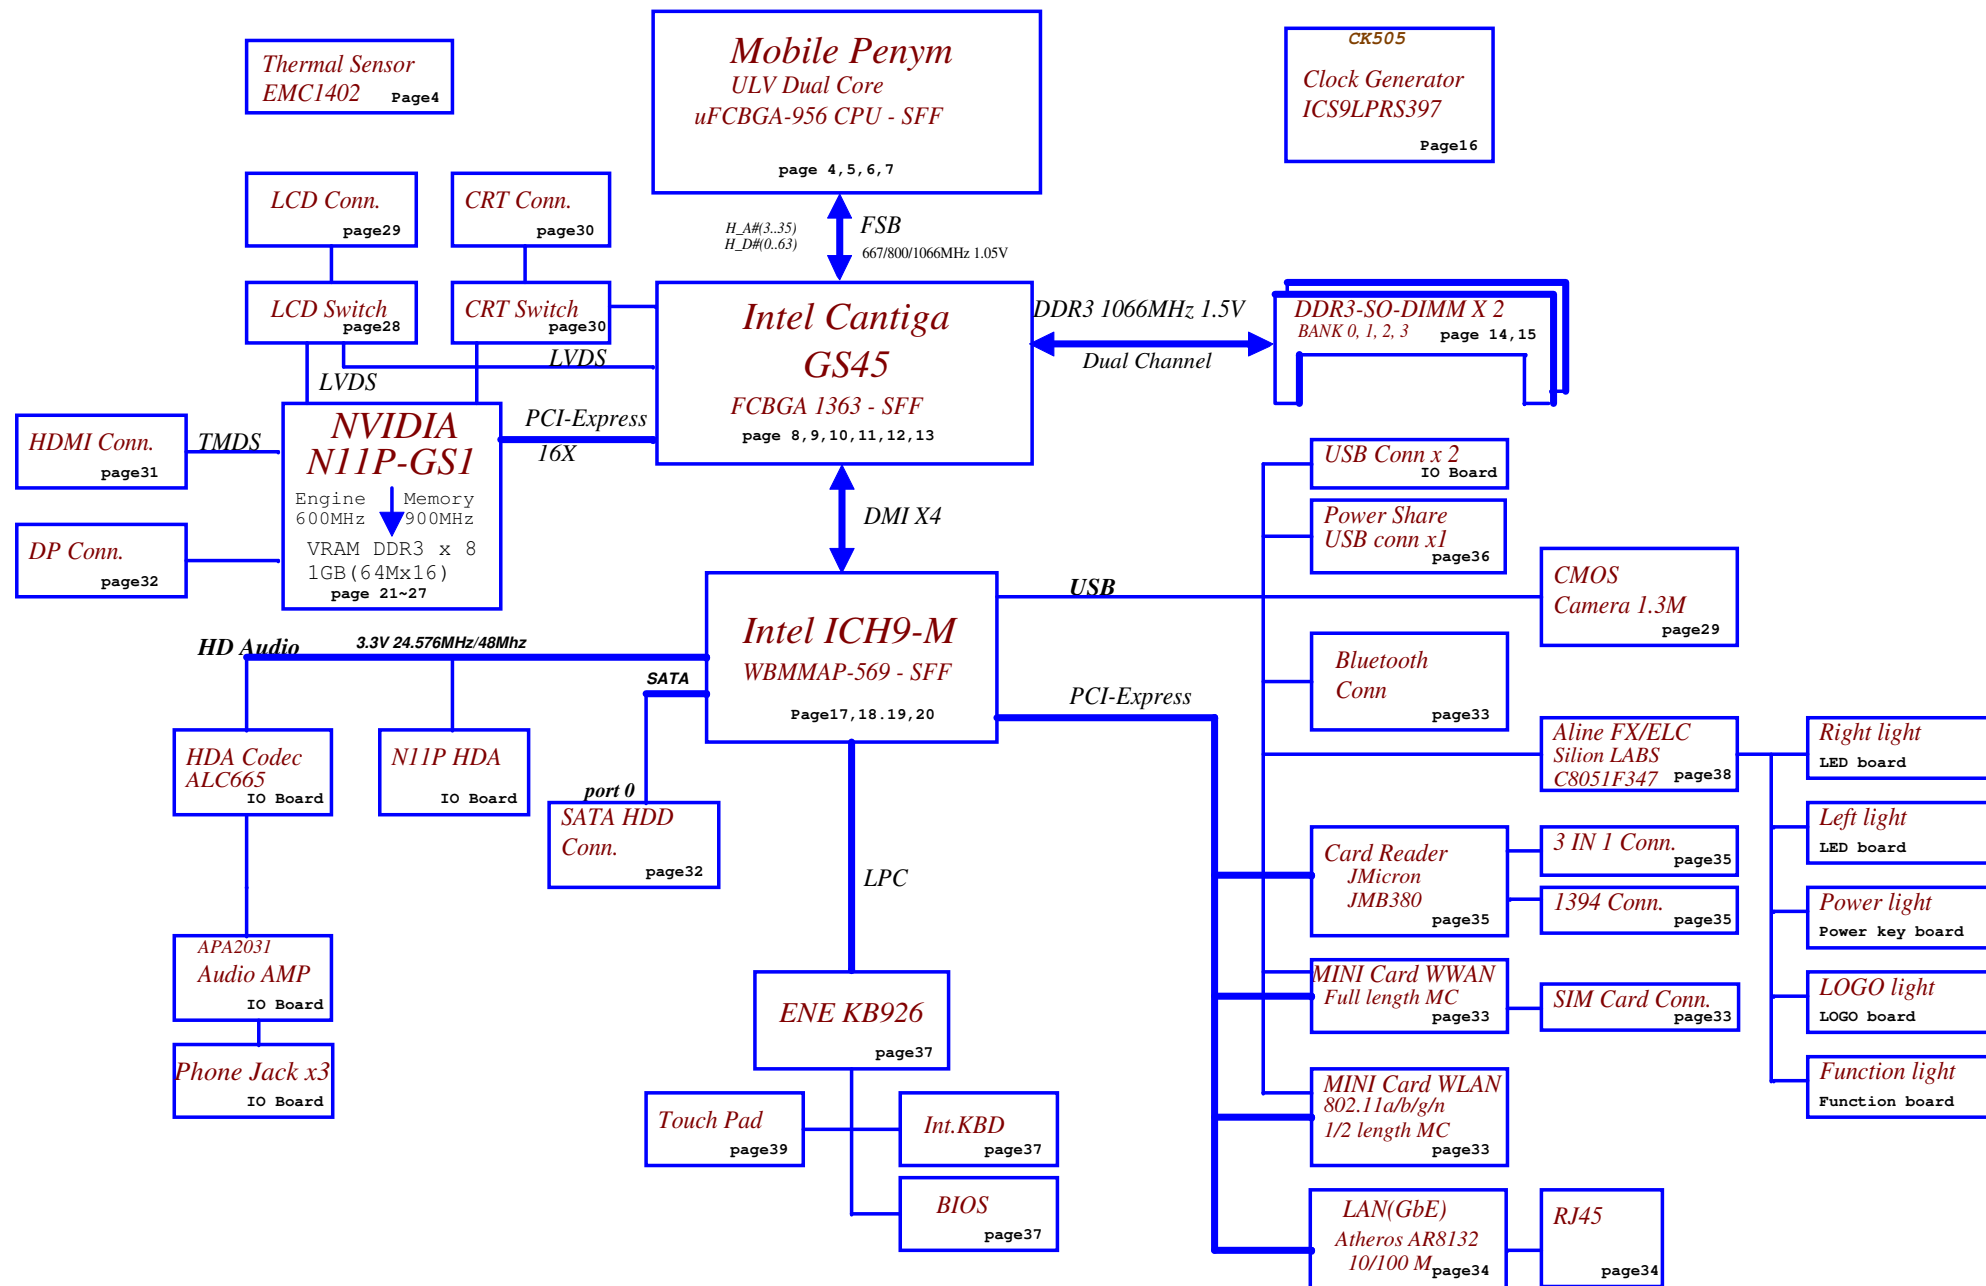 Thermal Sensor
EMC1402 Page4
Mobile Penym
ULV Dual Core
uFCBGA-956 CPU - SFF
page 4,5,6,7
CK505
Clock Generator
ICS9LPRS397
Page16
LCD Conn.
page29
CRT Conn.
page30
H_A#(3..35)
H_D#(0..63)
FSB
667/800/1066MHz 1.05V
LCD Switch
page28
CRT Switch
page30
LVDS
LVDS
Intel Cantiga
GS45
FCBGA 1363 - SFF
page 8,9,10,11,12,13
DDR3 1066MHz 1.5V
Dual Channel
DDR3-SO-DIMM X 2
BANK 0, 1, 2, 3 page 14,15
HDMI Conn.
page31
TMDS
NVIDIA
N11P-GS1
Engine Memory
600MHz 900MHz
VRAM DDR3 x 8
1GB(64Mx16)
page 21~27
PCI-Express
16X
DP Conn.
page32
DMI X4
USB Conn x 2
IO Board
Power Share
USB conn x1
page36
USB
CMOS
Camera 1.3M
page29
HD Audio
3.3V 24.576MHz/48Mhz
SATA
Intel ICH9-M
WBMMAP-569 - SFF
Page17,18.19,20
PCI-Express
Bluetooth
Conn
page33
HDA Codec
ALC665
IO Board
N11P HDA
IO Board
port 0
SATA HDD
Conn.
page32
Aline FX/ELC
Silion LABS
C8051F347 page38
Right light
LED board
Left light
LED board
LPC
Card Reader
JMicron
JMB380
page35
3 IN 1 Conn.
page35
1394 Conn.
page35
Power light
Power key board
APA2031
Audio AMP
IO Board
ENE KB926
page37
MINI Card WWAN
Full length MC
page33
SIM Card Conn.
page33
LOGO light
LOGO board
Phone Jack x3
IO Board
MINI Card WLAN
802.11a/b/g/n
1/2 length MC
page33
Function light
Function board
Touch Pad
page39
Int.KBD
page37
BIOS
page37
LAN(GbE)
Atheros AR8132
10/100 M page34
RJ45
page34